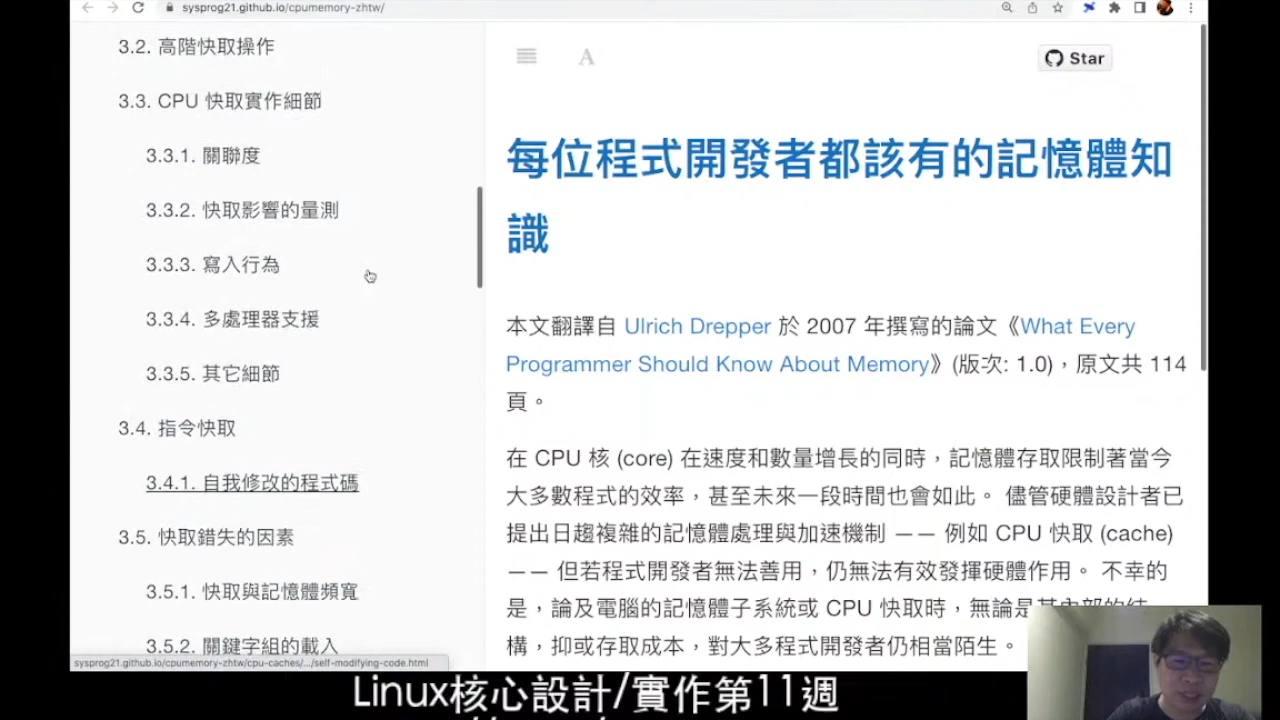 sysprog21.github.io/cpumemory-zhtw/
3.2. 高階快取操作
3.3. CPU 快取實作細節
3.3.1. 關聯度
3.3.2. 快取影響的量測
3.3.3. 寫入行為
3.3.4. 多處理器支援
3.3.5. 其它細節
3.4. 指令快取
3.4.1. 自我修改的程式碼
3.5. 快取錯失的因素
3.5.1. 快取與記憶體頻寬
3.5.2. 關鍵字組的載入
sysprog21.github.io/cpumemory-zhtw/cpu-caches/.../self-modifying-code.html
A
Star
每位程式開發者都該有的記憶體知
識
本文翻譯自 Ulrich Drepper 於 2007 年撰寫的論文《What Every
Programmer Should Know About Memory》(版次: 1.0)，原文共 114
頁。
在 CPU 核 (core) 在速度和數量增長的同時，記憶體存取限制著當今
大多數程式的效率，甚至未來一段時間也會如此。 儘管硬體設計者已
提出日趨複雜的記憶體處理與加速機制 —— 例如 CPU 快取 (cache)
—— 但若程式開發者無法善用，仍無法有效發揮硬體作用。 不幸的
是，論及電腦的記憶體子系統或 CPU 快取時，無論是其內部的結
構，抑或存取成本，對大多程式開發者仍相當陌生。
Linux核心設計/實作第11週